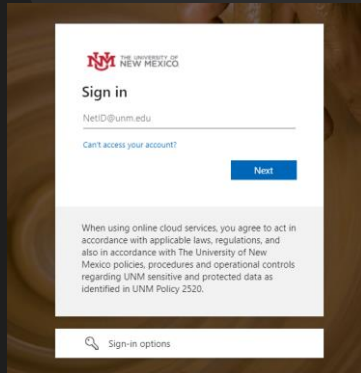 UNM THE UNIVERSITY OF
NEW MEXICO
Sign in
NetID@unm.edu
Can't access your account?
Next
When using online cloud services, you agree to act in
accordance with applicable laws, regulations, and
also in accordance with The University of New
Mexico policies, procedures and operational controls
regarding UNM sensitive and protected data as
identified in UNM Policy 2520.
Sign-in options